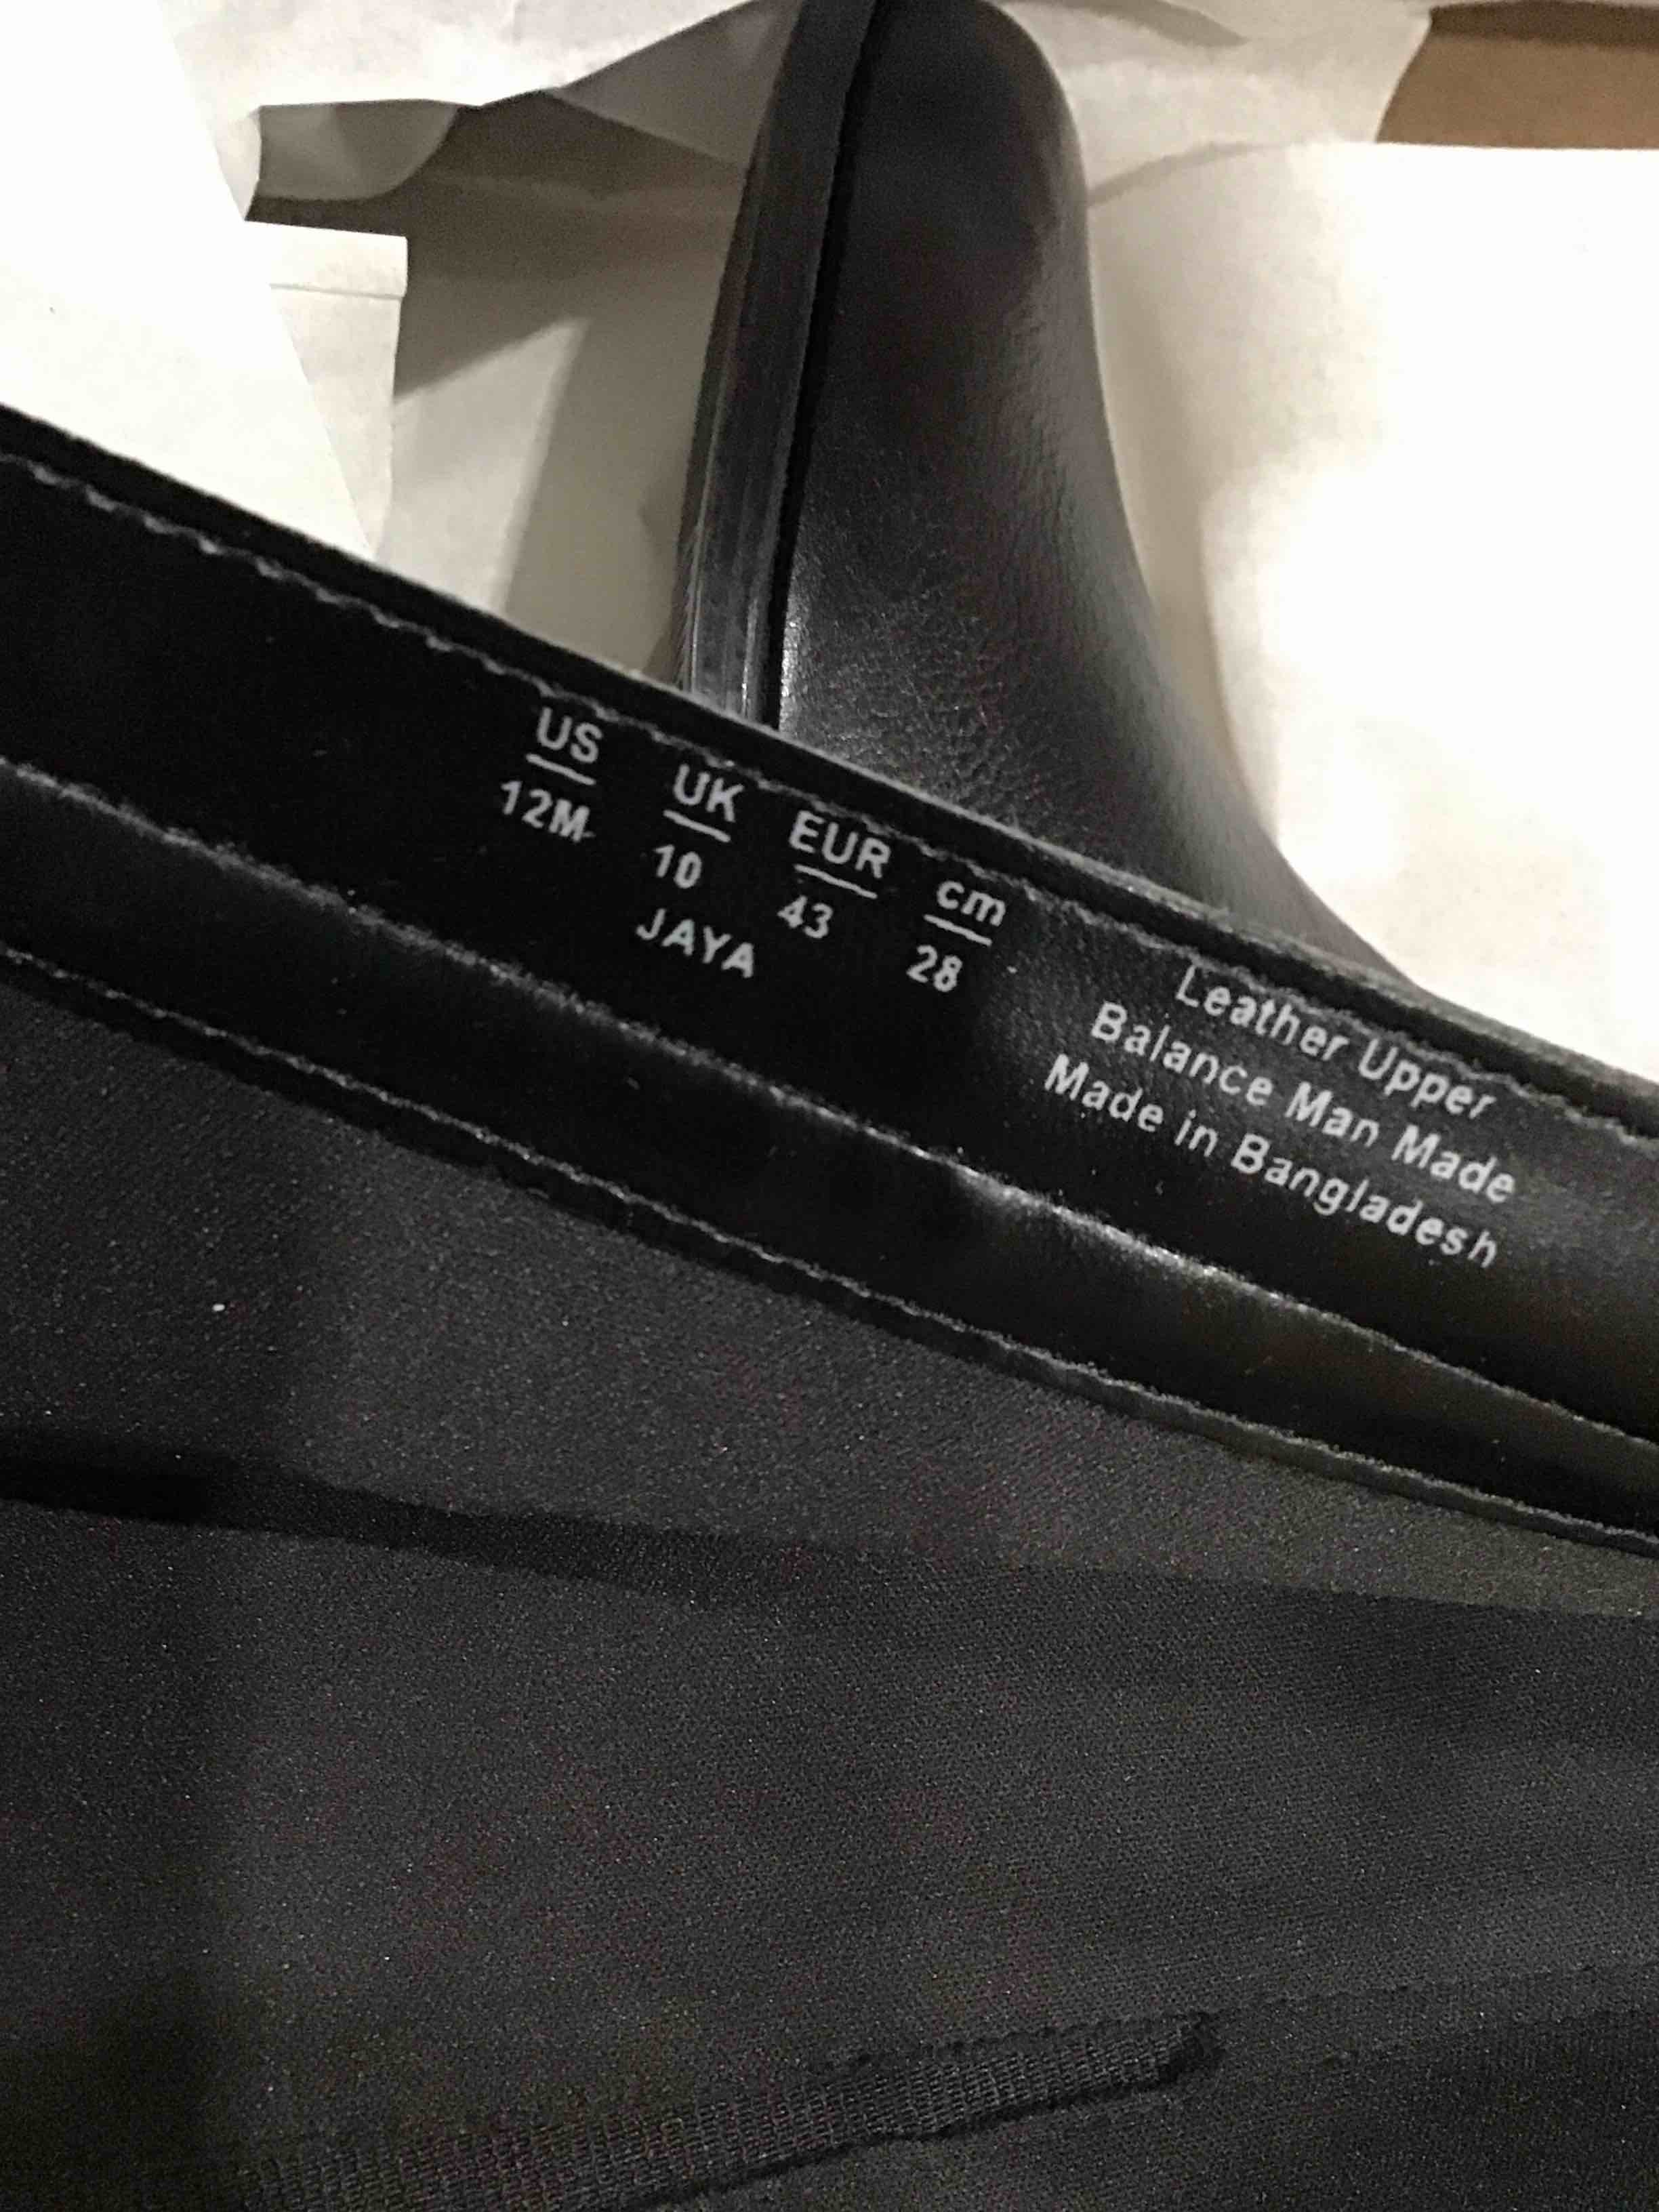 US UK EUR cm
12M 10 43 28
JAYA
Leather Upper
Balance Man Made
Made in Bangladesh